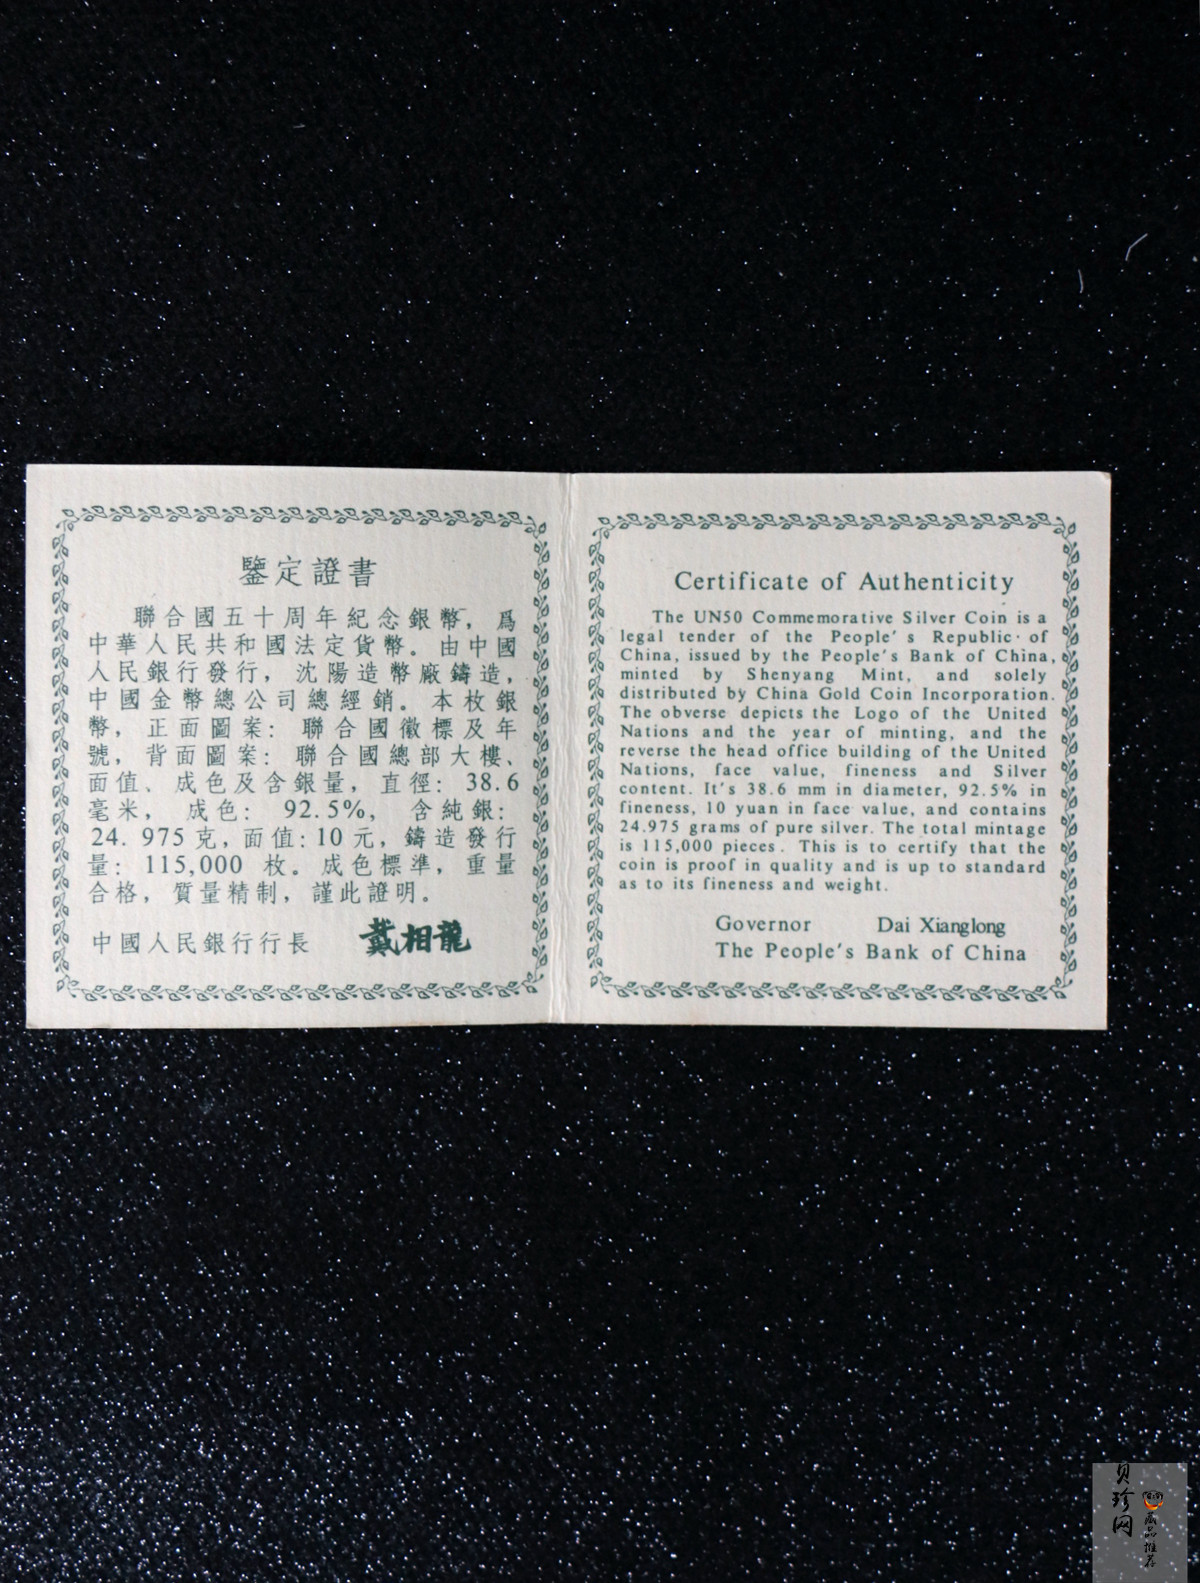 鑒定證書
聯合國五十周年紀念銀幣，爲
中華人民共和國法定貨幣。由中國
人民銀行發行，沈陽造幣廠鑄造，
中國金幣總公司總經銷。本枚銀
幣，正面圖案：聯合國徽標及年
號，背面圖案：聯合國總部大樓、
面值、成色及含銀量，直徑：38.6
毫米，成色：92.5%，含純銀：
24.975克，面值：10元，鑄造發行
量：115,000 枚。成色標準，重量
合格，質量精制，謹此證明。
中國人民銀行行長 戴相龍
Certificate of Authenticity
The UN50 Commemorative Silver Coin is a
legal tender of the People's Republic· of
China, issued by the People's Bank of China,
minted by Shenyang Mint, and solely
distributed by China Gold Coin Incorporation.
The obverse depicts the Logo of the United
Nations and the year of minting, and the
reverse the head office building of the United
Nations, face value, fineness and Silver
content. It's 38.6 mm in diameter, 92.5% in
fineness, 10 yuan in face value, and contains
24.975 grams of pure silver. The total mintage
is 115,000 pieces. This is to certify that the
coin is proof in quality and is up to standard
as to its fineness and weight.
Governor Dai Xianglong
The People's Bank of China
贝珍网
藏品推荐